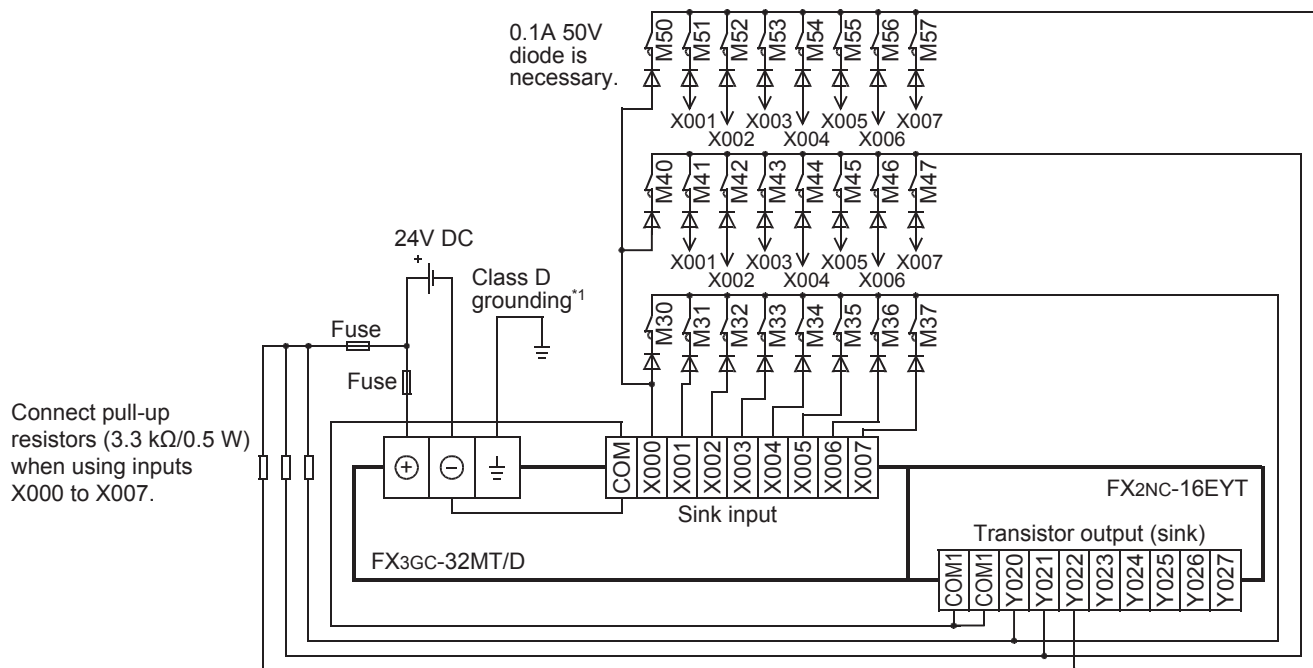 0.1A 50V
diode is
necessary.
M50 M51 M52 M53 M54 M55 M56 M57
X001 X003 X005 X007
X002 X004 X006
M40 M41 M42 M43 M44 M45 M46 M47
X001 X003 X005 X007
X002 X004 X006
24V DC
+
Class D
grounding*1
M30 M31 M32 M33 M34 M35 M36 M37
Fuse
Fuse
Connect pull-up
resistors (3.3 kΩ/0.5 W)
when using inputs
X000 to X007.
+ −
COM X000 X001 X002 X003 X004 X005 X006 X007
Sink input
FX2NC-16EYT
Transistor output (sink)
FX3GC-32MT/D
COM1 COM1 Y020 Y021 Y022 Y023 Y024 Y025 Y026 Y027